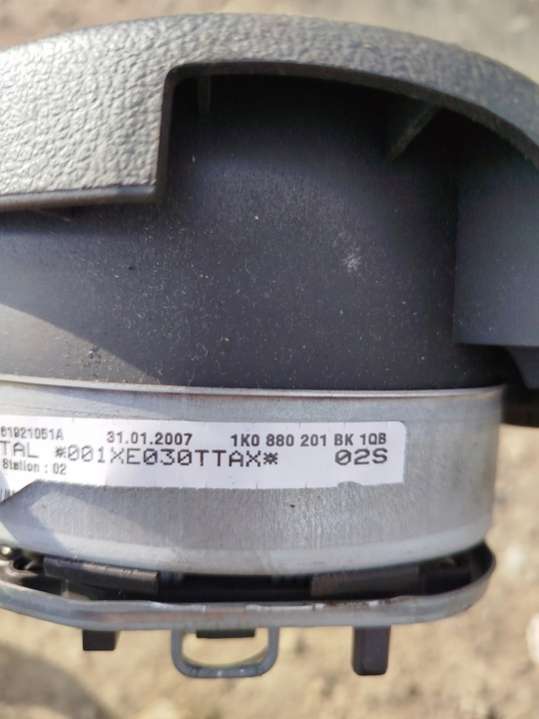 61921051A 31.01.2007 1K0 880 201 BK 1QB
TAL *001XE030TTAX* 02S
Station : 02